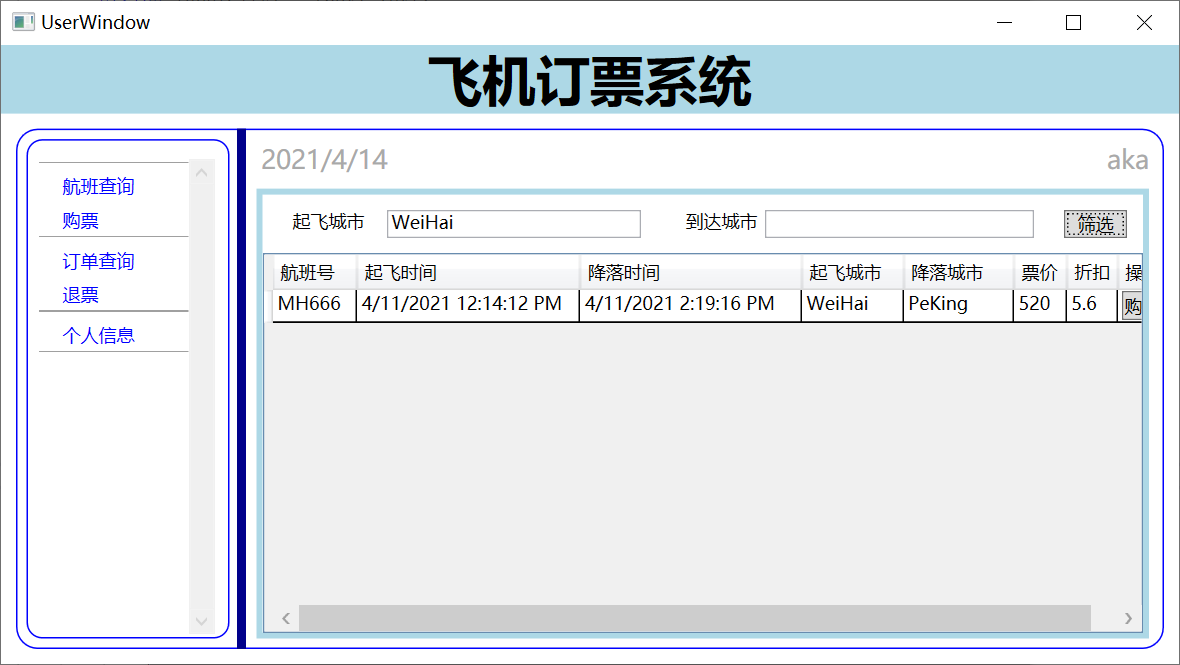 UserWindow
飞机订票系统
航班查询
购票
订单查询
退票
个人信息
2021/4/14 aka
起飞城市 WeiHai 到达城市 筛选
航班号 起飞时间 降落时间 起飞城市 降落城市 票价 折扣 操
MH666 4/11/2021 12:14:12 PM 4/11/2021 2:19:16 PM WeiHai PeKing 520 5.6 购